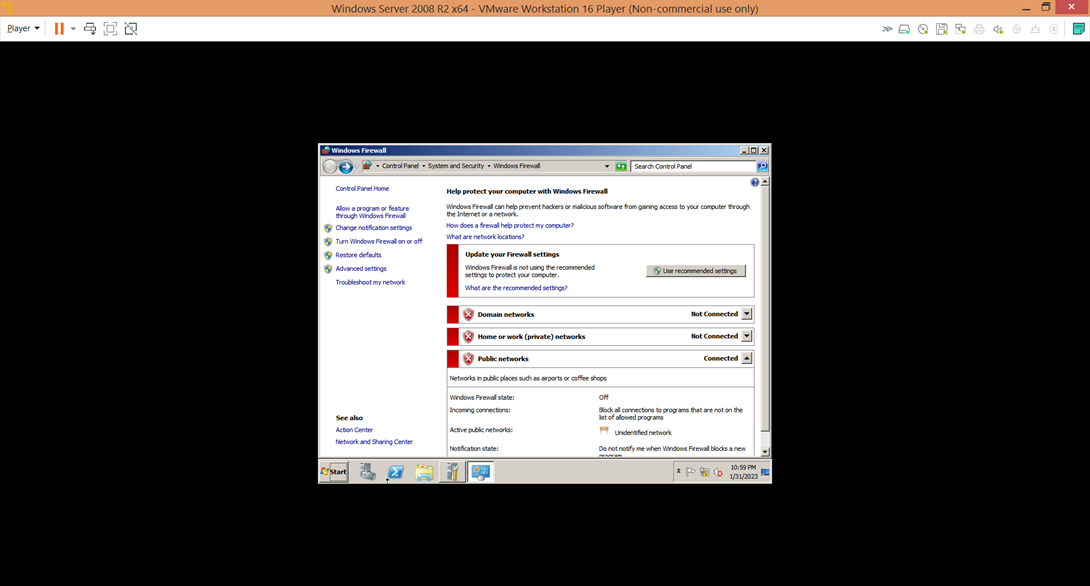 Windows Server 2008 R2 x64 - VMware Workstation 16 Player (Non-commercial use only)
Player
Windows Firewall
Control Panel
System and Security
Windows Firewall
Search Control Panel
Control Panel Home
Allow a program or feature
through Windows Firewall
Change notification settings
Turn Windows Firewall on or off
Restore defaults
Advanced settings
Troubleshoot my network
See also
Action Center
Network and Sharing Center
Help protect your computer with Windows Firewall
Windows Firewall can help prevent hackers or malicious software from gaining access to your computer through
the Internet or a network.
How does a firewall help protect my computer?
What are network locations?
Update your Firewall settings
Windows Firewall is not using the recommended
settings to protect your computer.
Use recommended settings
What are the recommended settings?
Domain networks Not Connected
Home or work (private) networks Not Connected
Public networks Connected
Networks in public places such as airports or coffee shops
Windows Firewall state: Off
Incoming connections: Block all connections to programs that are not on the
list of allowed programs
Active public networks: Unidentified network
Notification state: Do not notify me when Windows Firewall blocks a new
program
Start
10:59 PM
1/31/2023